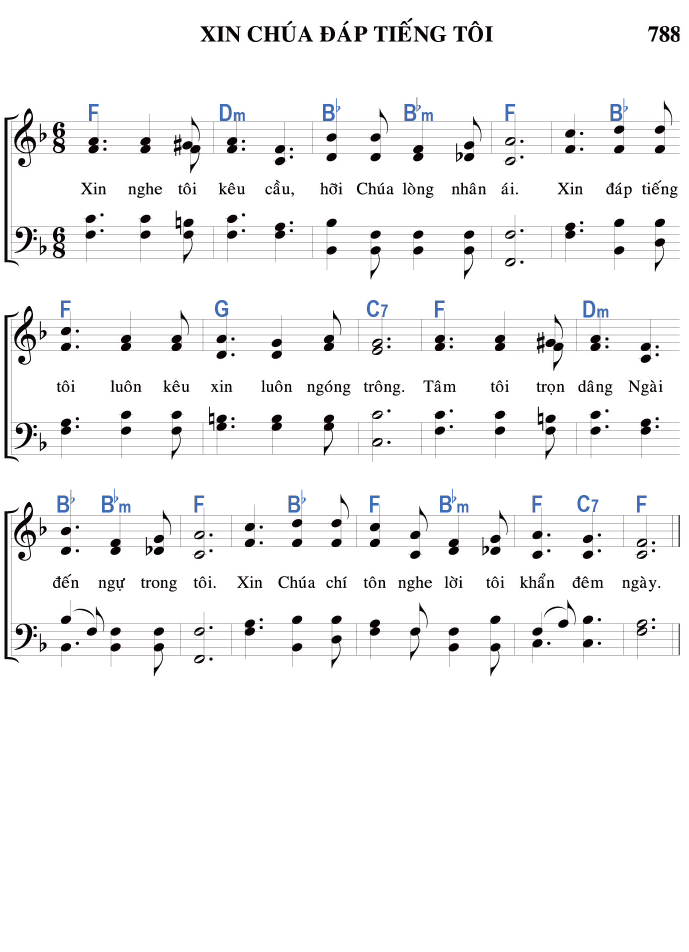 XIN CHÚA ĐÁP TIẾNG TÔI 788
F Dm B♭ B♭m F B♭
6 8
Xin nghe tôi kêu cầu, hỡi Chúa lòng nhân ái. Xin đáp tiếng
6 8
F G C7 F Dm
tôi luôn kêu xin luôn ngóng trông. Tâm tôi trọn dâng Ngài
B♭ B♭m F B♭ F B♭m F C7 F
đến ngự trong tôi. Xin Chúa chí tôn nghe lời tôi khẩn đêm ngày.